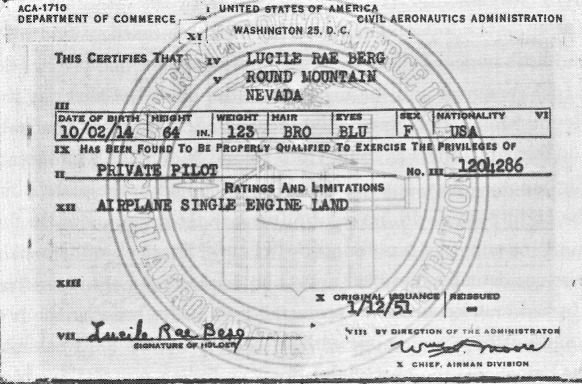 ACA-1710
UNITED STATES OF AMERICA
DEPARTMENT OF COMMERCE
CIVIL AERONAUTICS ADMINISTRATION
WASHINGTON 25, D. C.
XI
THIS CERTIFIES THAT IV LUCILE RAE BERG
V ROUND MOUNTAIN
NEVADA
III
DATE OF BIRTH HEIGHT WEIGHT HAIR EYES SEX NATIONALITY VI
10/02/14 64 IN. 123 BRO BLU F USA
IX HAS BEEN FOUND TO BE PROPERLY QUALIFIED TO EXERCISE THE PRIVILEGES OF
II PRIVATE PILOT NO. III 1204286
RATINGS AND LIMITATIONS
XII AIRPLANE SINGLE ENGINE LAND
XIII
X ORIGINAL ISSUANCE REISSUED
1/12/51 -
VII Lucile Rae Berg
SIGNATURE OF HOLDER
VIII BY DIRECTION OF THE ADMINISTRATOR
Moore
X CHIEF, AIRMAN DIVISION